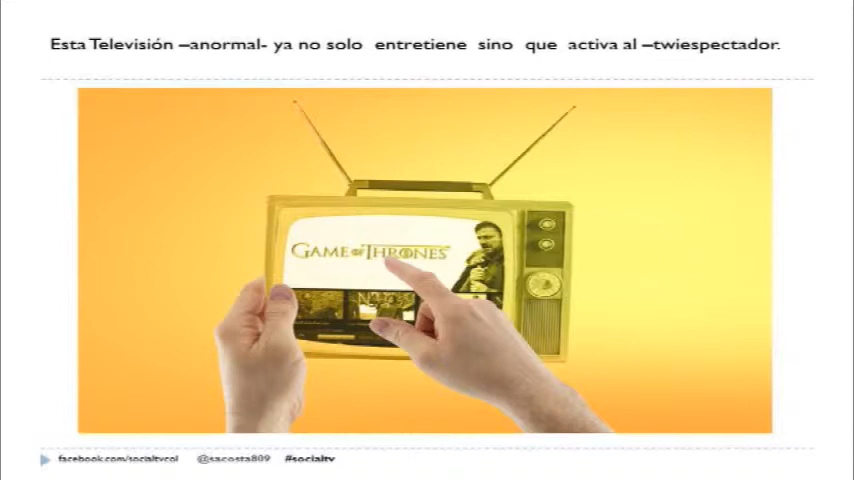 Esta Televisión –anormal- ya no solo entretiene sino que activa al –twiespectador.
GAME OF THRONES
facebook.com/socialtvcol @sacosta809 #socialtv